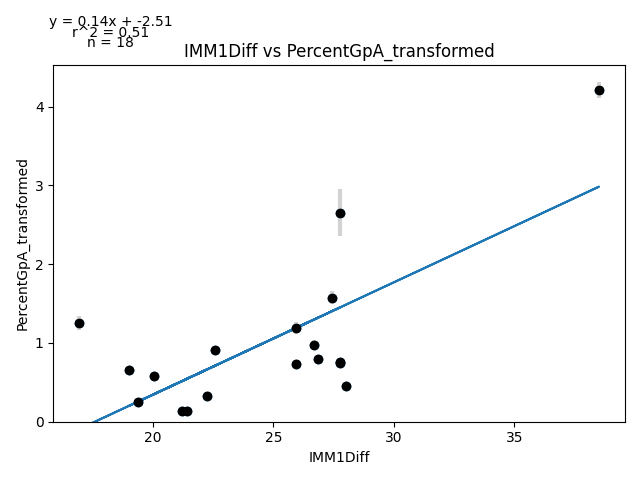 y = 0.14x + -2.51
r^2 = 0.51
n = 18
IMM1Diff vs PercentGpA_transformed
PercentGpA_transformed
4
3
2
1
0
20 25 30 35
IMM1Diff